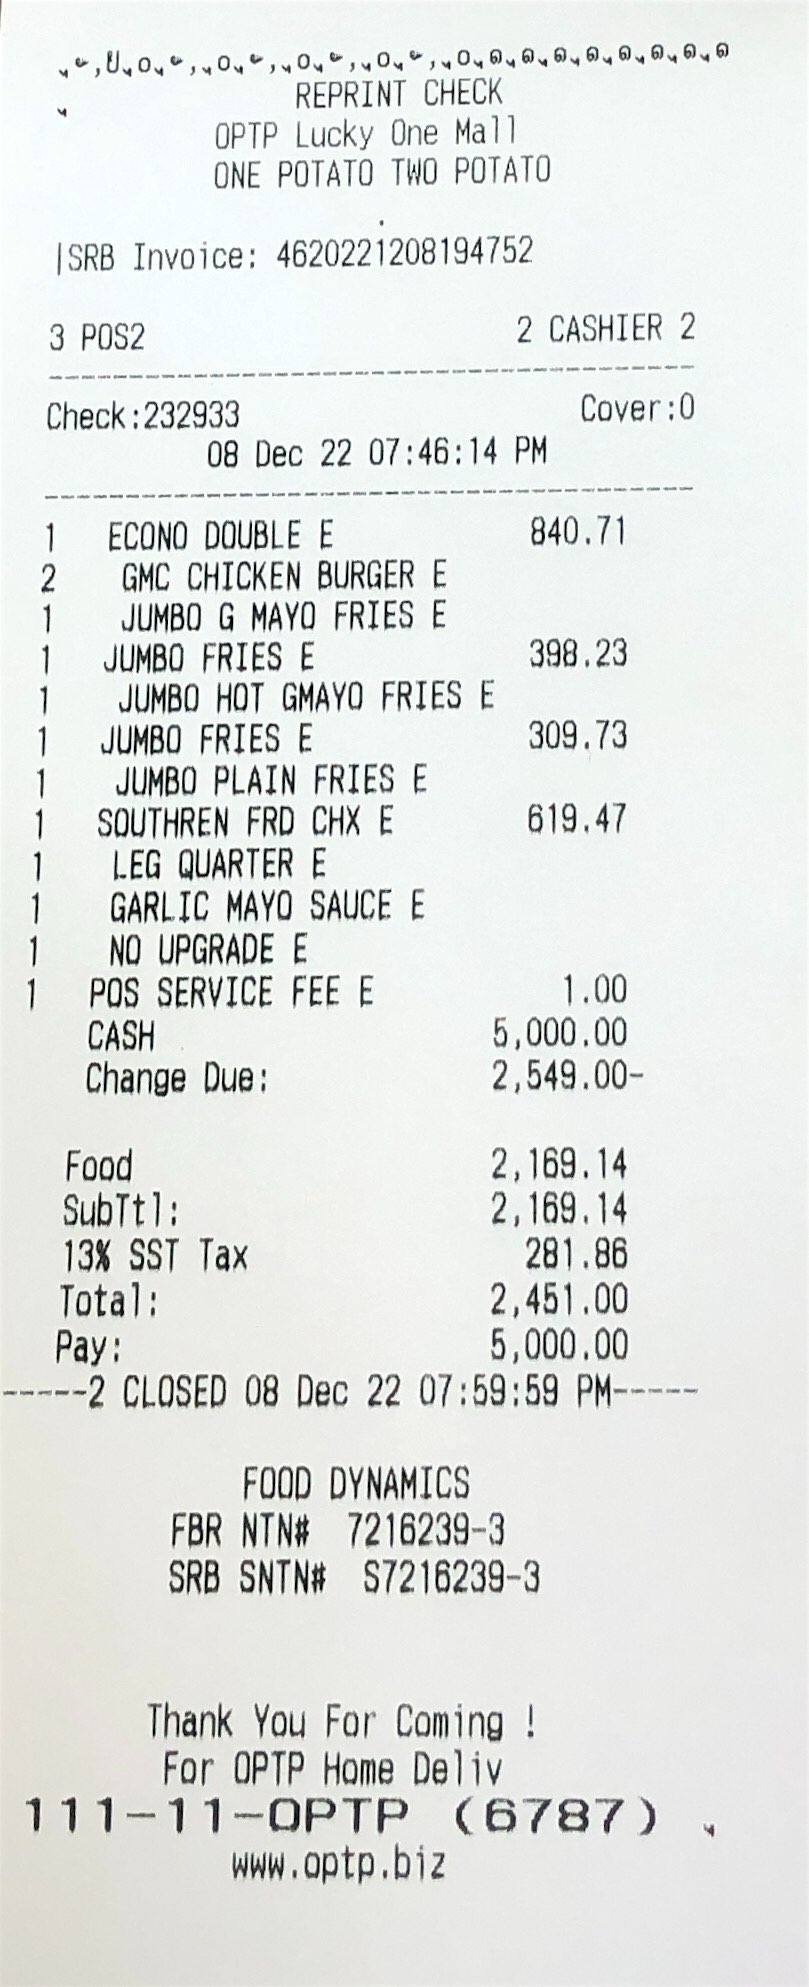 REPRINT CHECK
OPTP Lucky One Mall
ONE POTATO TWO POTATO
|SRB Invoice: 4620221208194752
3 POS2 2 CASHIER 2
Check:232933 Cover:0
08 Dec 22 07:46:14 PM
1 ECONO DOUBLE E 840.71
2 GMC CHICKEN BURGER E
1 JUMBO G MAYO FRIES E
1 JUMBO FRIES E 398.23
1 JUMBO HOT GMAYO FRIES E
1 JUMBO FRIES E 309.73
1 JUMBO PLAIN FRIES E
1 SOUTHREN FRD CHX E 619.47
1 LEG QUARTER E
1 GARLIC MAYO SAUCE E
1 NO UPGRADE E
1 POS SERVICE FEE E 1.00
CASH 5,000.00
Change Due: 2,549.00-
Food 2,169.14
SubTtl: 2,169.14
13% SST Tax 281.86
Total: 2,451.00
Pay: 5,000.00
-----2 CLOSED 08 Dec 22 07:59:59 PM-----
FOOD DYNAMICS
FBR NTN# 7216239-3
SRB SNTN# S7216239-3
Thank You For Coming !
For OPTP Home Deliv
111-11-OPTP (6787)
www.optp.biz